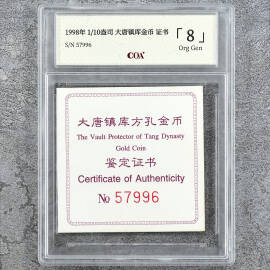 1998年 1/10盎司 大唐镇库金币 证书
S/N 57996
COA
「 8 」
Org Gen
大唐镇库方孔金币
The Vault Protector of Tang Dynasty
Gold Coin
鉴定证书
Certificate of Authenticity
No 57996